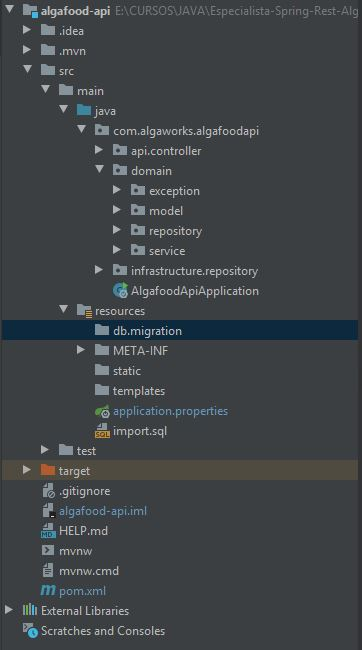 algafood-api E:\CURSOS\JAVA\Especialista-Spring-Rest-Alg
.idea
.mvn
src
main
java
com.algaworks.algafoodapi
api.controller
domain
exception
model
repository
service
infrastructure.repository
AlgafoodApiApplication
resources
db.migration
META-INF
static
templates
application.properties
import.sql
test
target
.gitignore
algafood-api.iml
HELP.md
mvnw
mvnw.cmd
pom.xml
External Libraries
Scratches and Consoles